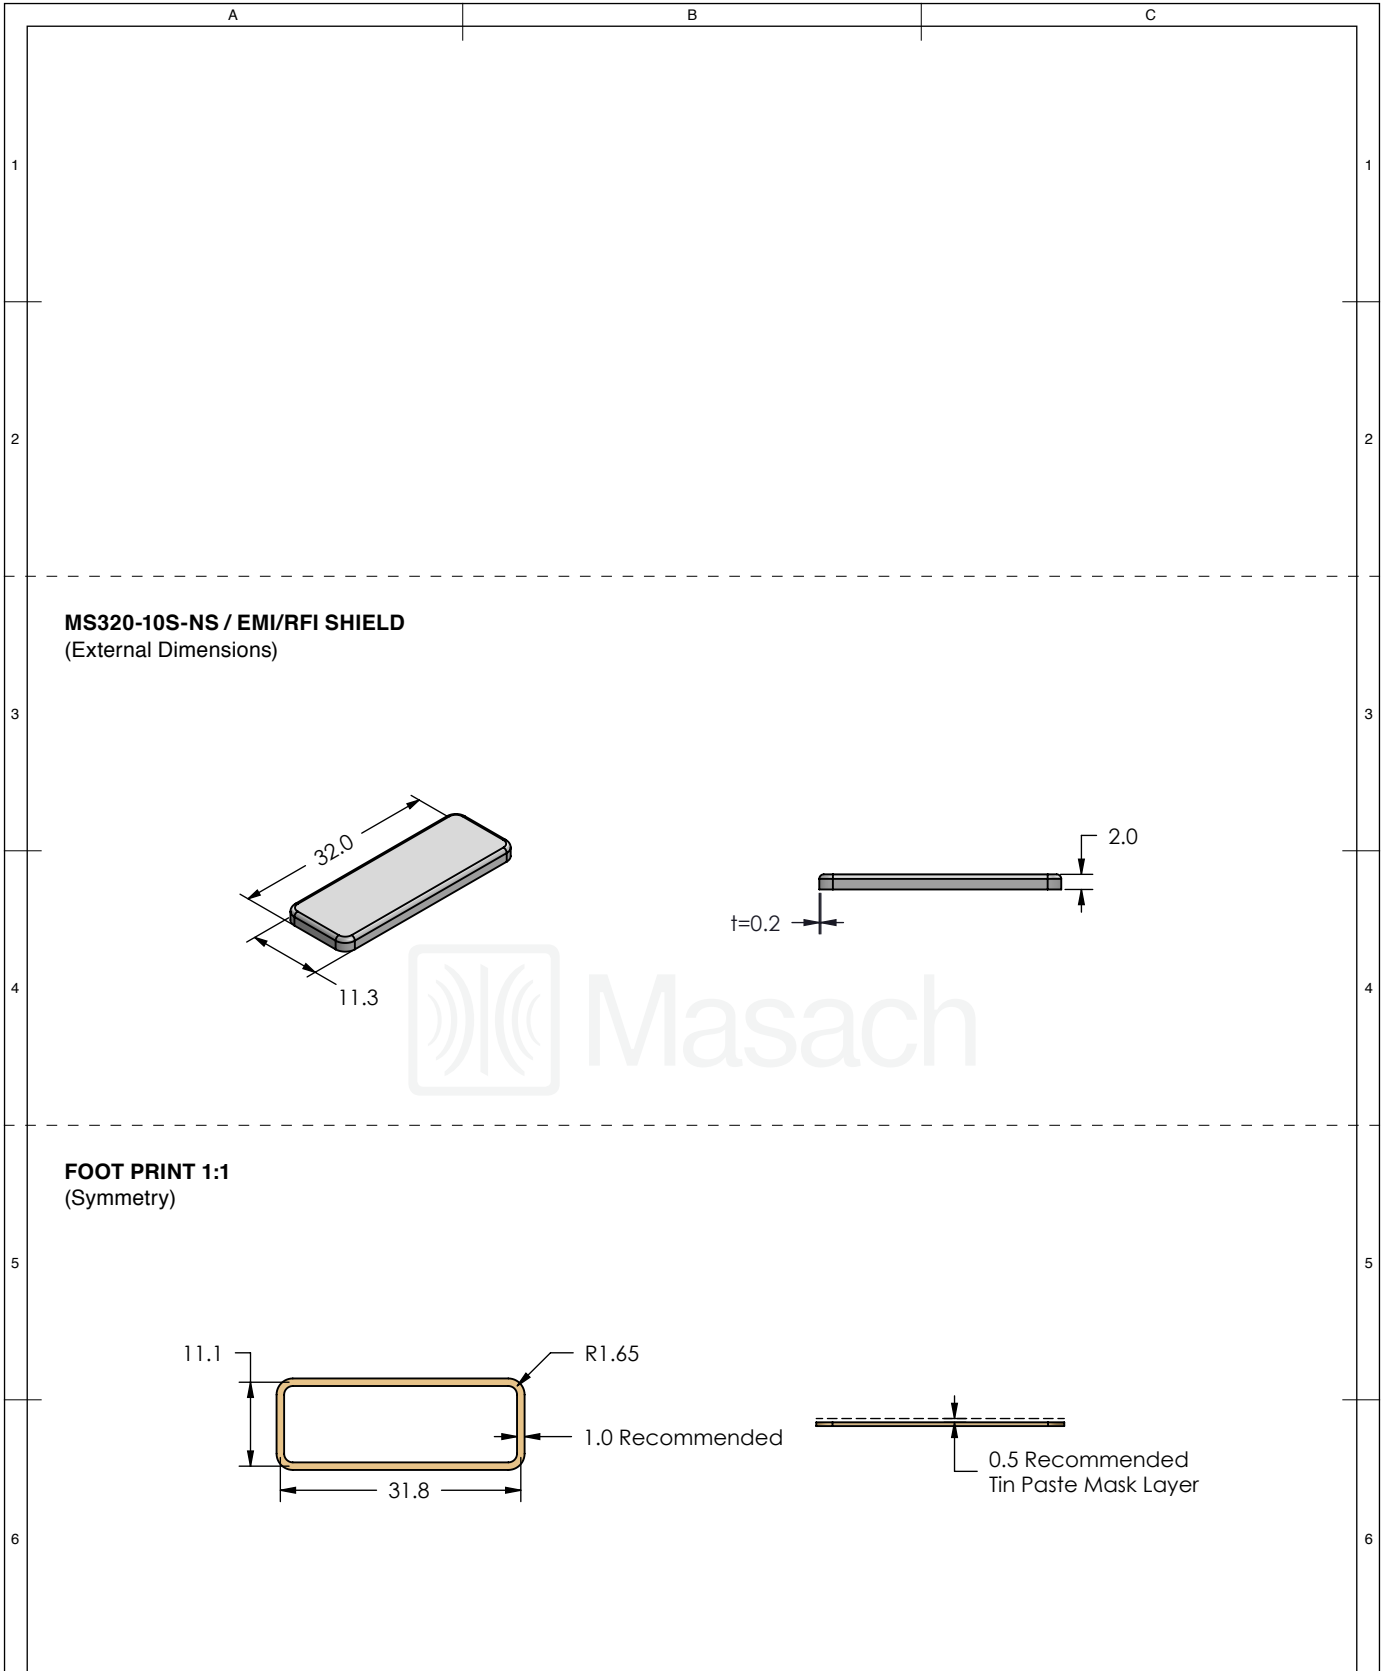 A B C
1 1
2 2
MS320-10S-NS / EMI/RFI SHIELD
(External Dimensions)
3 3
32.0
11.3
2.0
t=0.2
Masach
4 4
FOOT PRINT 1:1
(Symmetry)
5 5
11.1
R1.65
1.0 Recommended
31.8
0.5 Recommended
Tin Paste Mask Layer
6 6